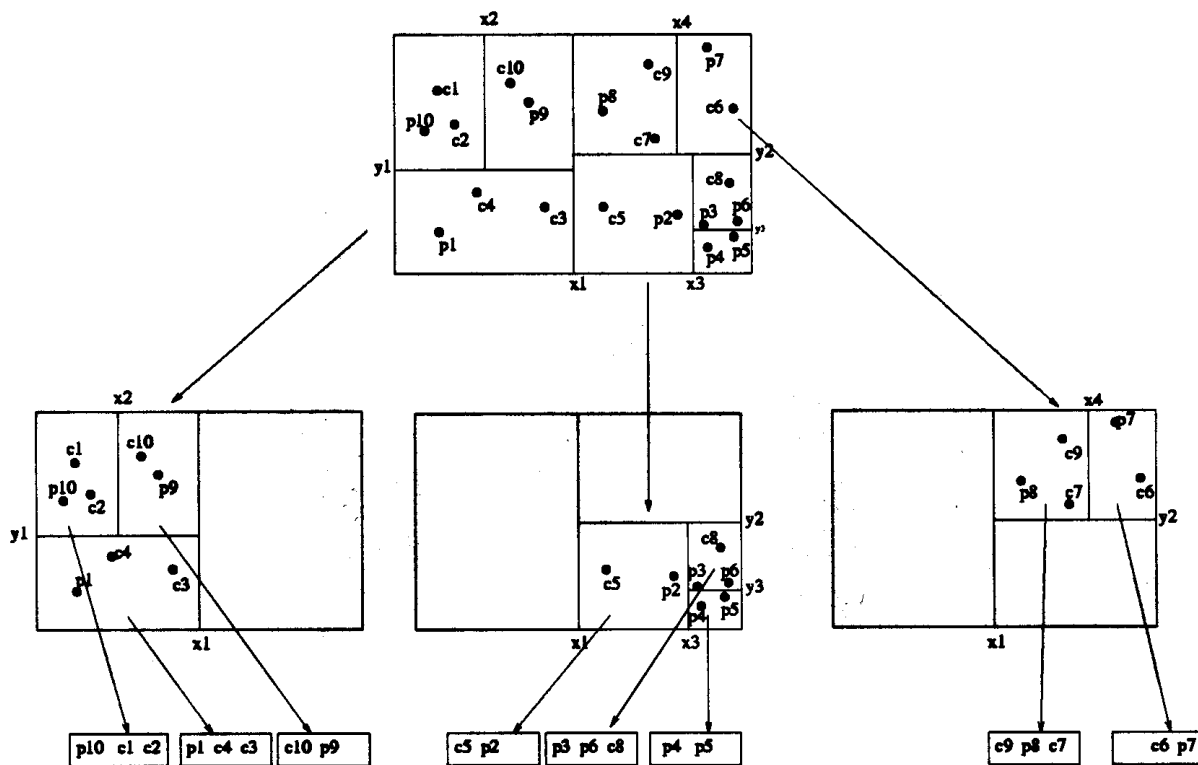 x2 x4
p7
c10 c9
c1
p9 p8 c6
p10 c2 c7
y1 y2
c8
c4 c3 c5 p2 p3 p6
p1 p5
p4
x1 x3
x2 x4
p7
c1 c10 c9
p10 c2 p9 p8 c7 c6
y1 y2 y2
c4 c8
p1 c3 c5 p2 p3 p6
y3
p4 p5
x1 x1 x3 x1
p10 c1 c2
p1 c4 c3
c10 p9
c5 p2
p3 p6 c8
p4 p5
c9 p8 c7
c6 p7